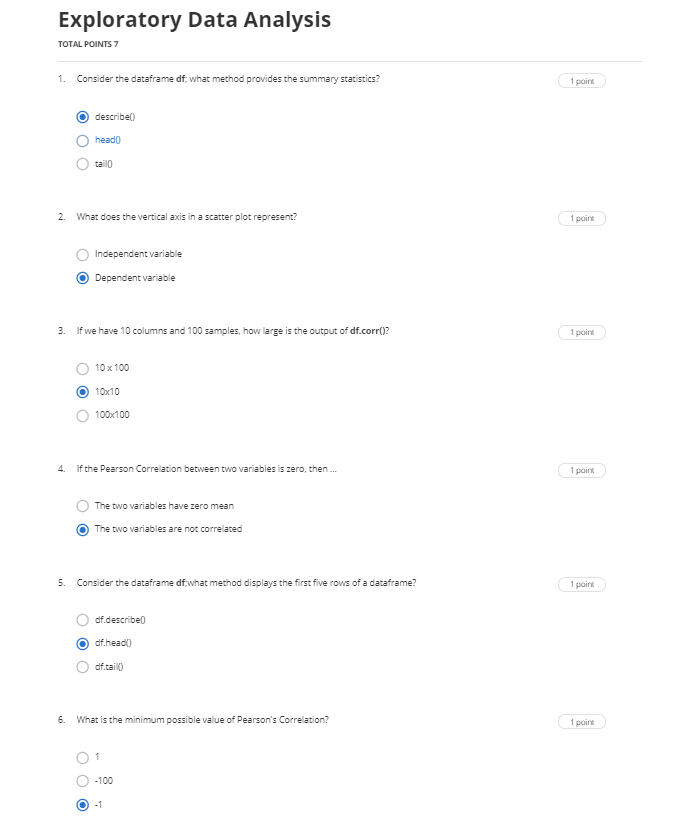 Exploratory Data Analysis
TOTAL POINTS 7
1. Consider the dataframe df; what method provides the summary statistics?
1 point
describe()
head()
tail()
2. What does the vertical axis in a scatter plot represent?
1 point
Independent variable
Dependent variable
3. If we have 10 columns and 100 samples, how large is the output of df.corr()?
1 point
10 x 100
10x10
100x100
4. If the Pearson Correlation between two variables is zero, then ...
1 point
The two variables have zero mean
The two variables are not correlated
5. Consider the dataframe df;what method displays the first five rows of a dataframe?
1 point
df.describe()
df.head()
df.tail()
6. What is the minimum possible value of Pearson's Correlation?
1 point
1
-100
-1